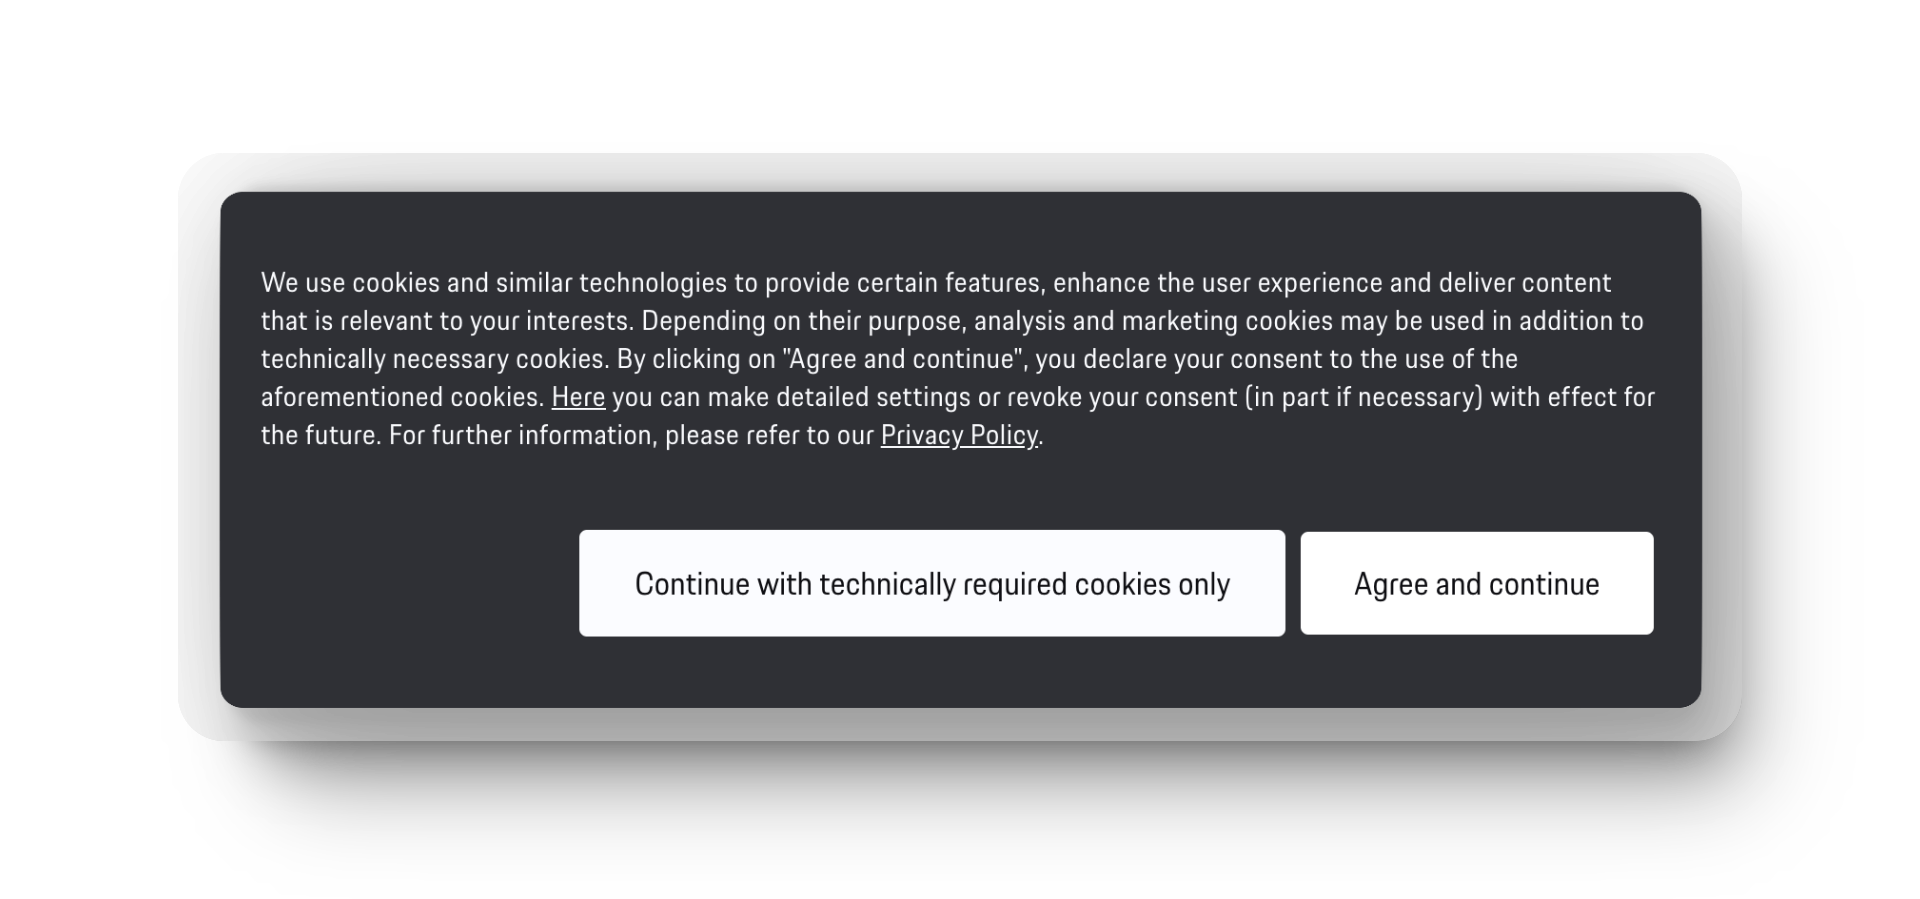 We use cookies and similar technologies to provide certain features, enhance the user experience and deliver content
that is relevant to your interests. Depending on their purpose, analysis and marketing cookies may be used in addition to
technically necessary cookies. By clicking on "Agree and continue", you declare your consent to the use of the
aforementioned cookies. Here you can make detailed settings or revoke your consent (in part if necessary) with effect for
the future. For further information, please refer to our Privacy Policy.
Continue with technically required cookies only
Agree and continue